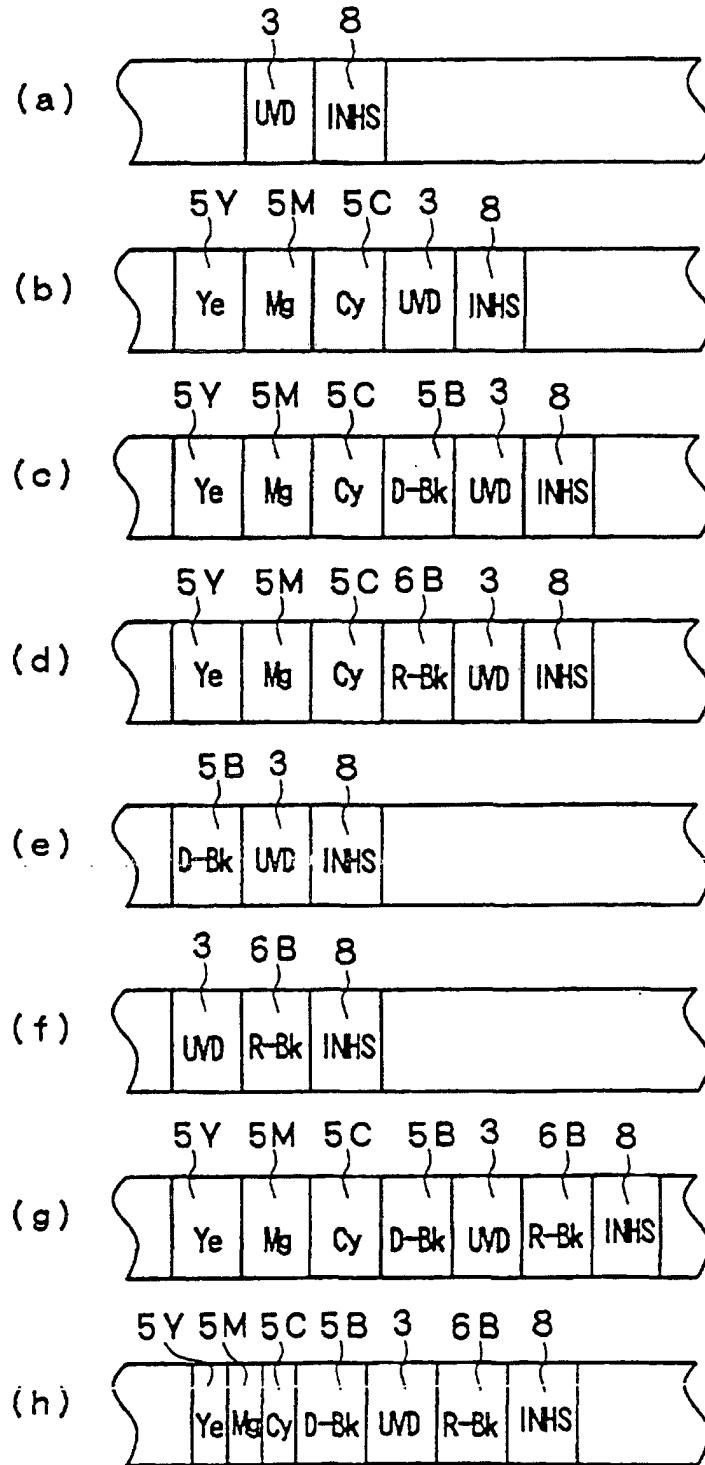 3 8
(a) UVD INHS
5Y 5M 5C 3 8
(b) Ye Mg Cy UVD INHS
5Y 5M 5C 5B 3 8
(c) Ye Mg Cy D-Bk UVD INHS
5Y 5M 5C 6B 3 8
(d) Ye Mg Cy R-Bk UVD INHS
5B 3 8
(e) D-Bk UVD INHS
3 6B 8
(f) UVD R-Bk INHS
5Y 5M 5C 5B 3 6B 8
(g) Ye Mg Cy D-Bk UVD R-Bk INHS
5Y 5M 5C 5B 3 6B 8
(h) Ye Mg Cy D-Bk UVD R-Bk INHS